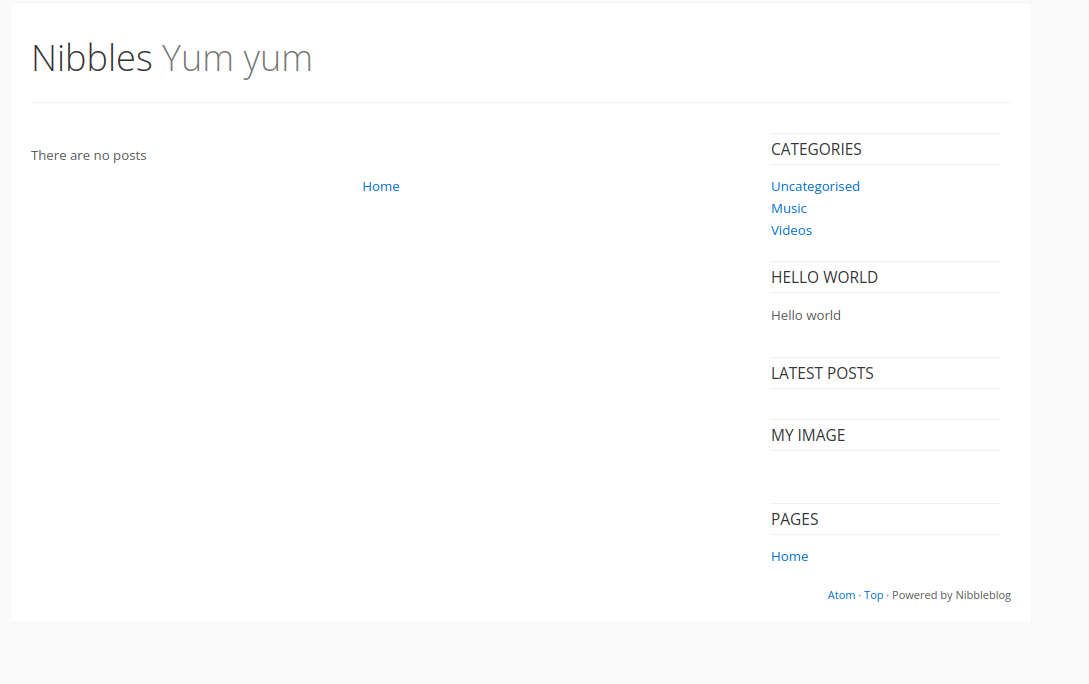 Nibbles Yum yum
There are no posts
Home
CATEGORIES
Uncategorised
Music
Videos
HELLO WORLD
Hello world
LATEST POSTS
MY IMAGE
PAGES
Home
Atom · Top · Powered by Nibbleblog